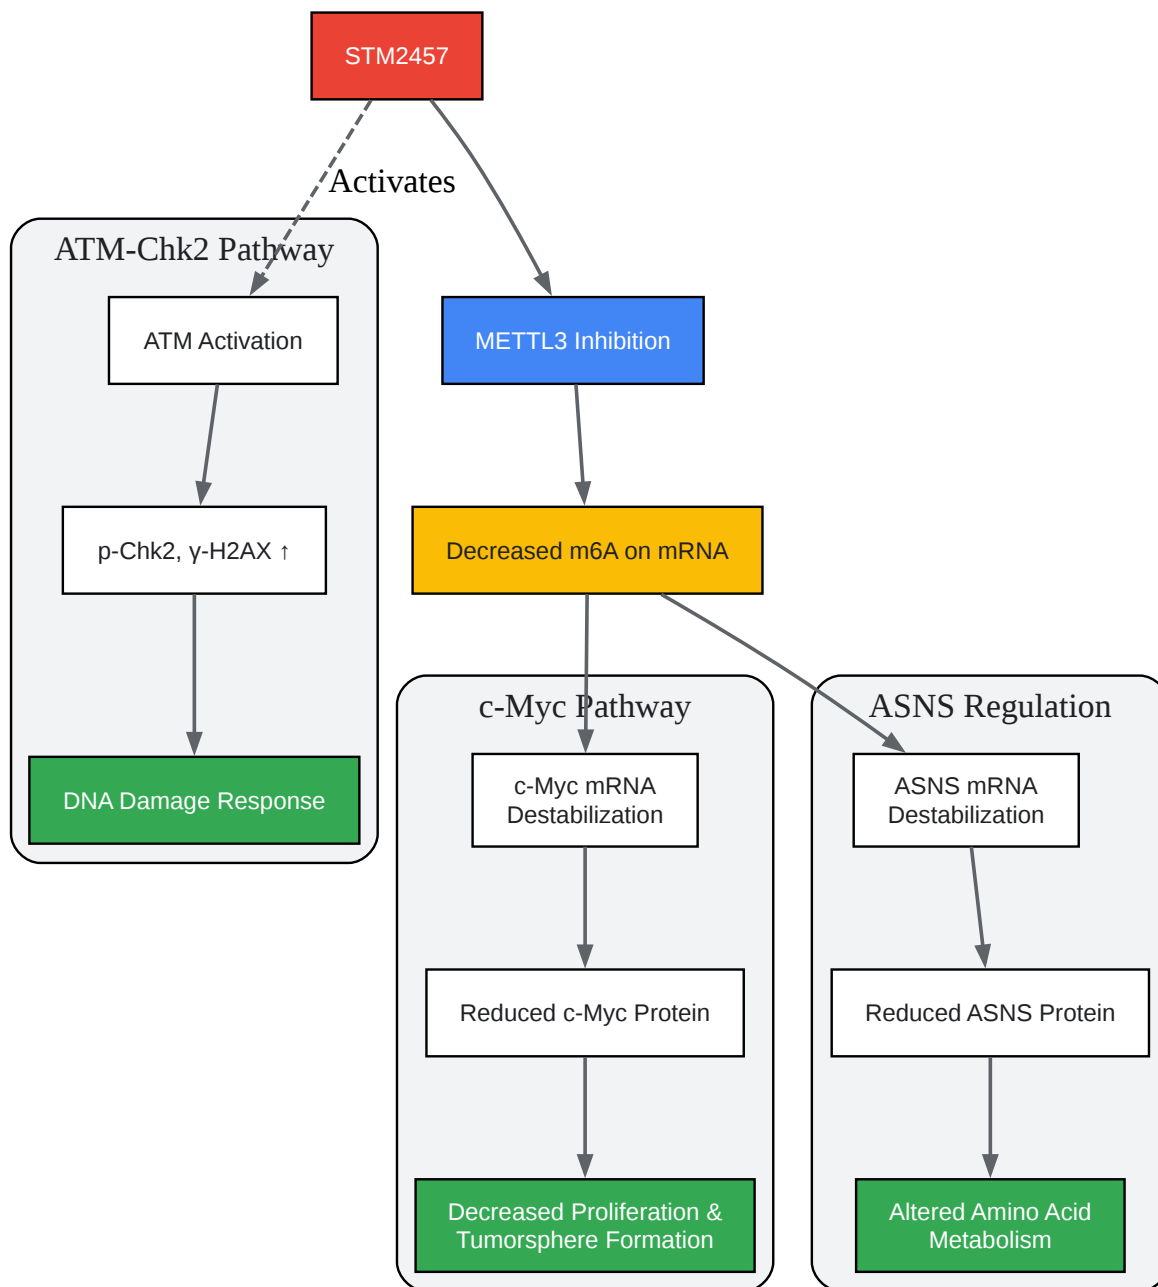 STM2457
Activates
ATM-Chk2 Pathway
ATM Activation
METTL3 Inhibition
p-Chk2, γ-H2AX ↑
Decreased m6A on mRNA
c-Myc Pathway
ASNS Regulation
DNA Damage Response
c-Myc mRNA
Destabilization
ASNS mRNA
Destabilization
Reduced c-Myc Protein
Reduced ASNS Protein
Decreased Proliferation &
Tumorsphere Formation
Altered Amino Acid
Metabolism